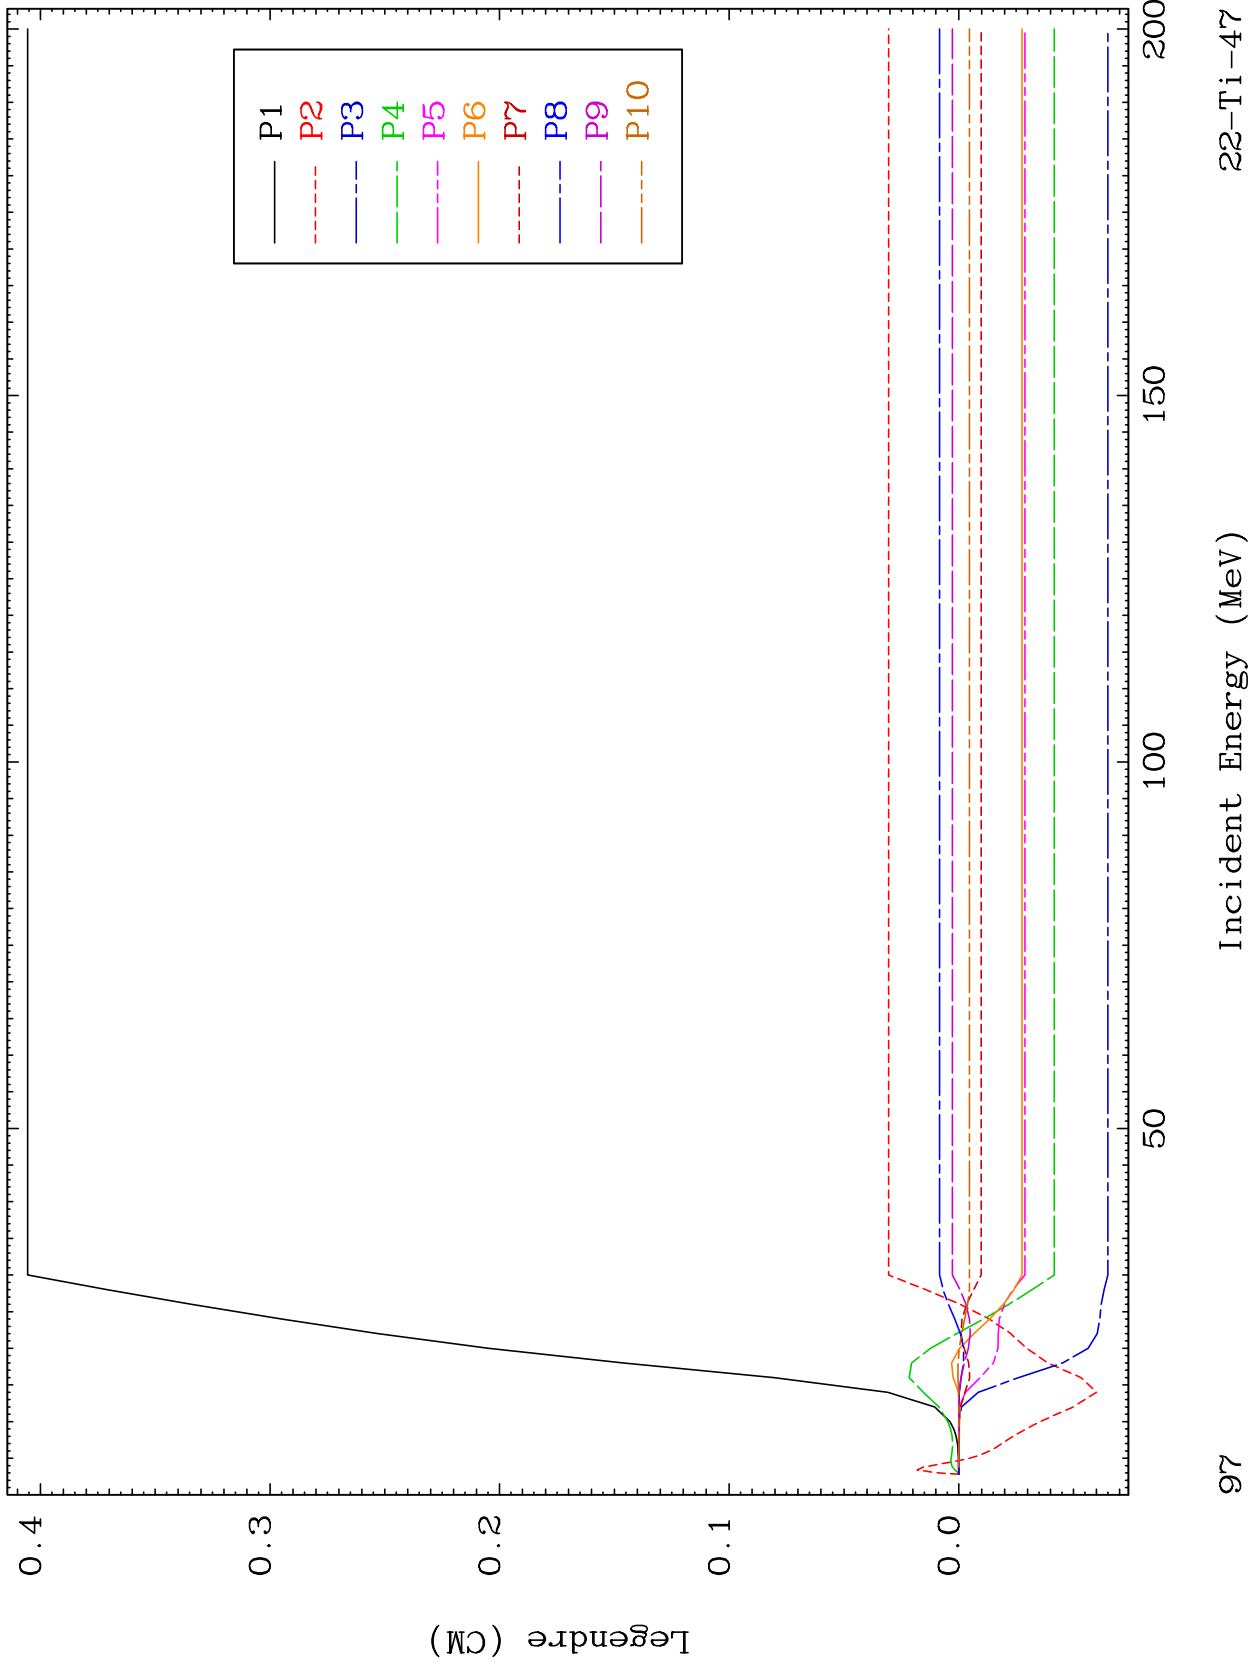 P1
P2
P3
P4
P5
P6
P7
P8
P9
P10
0.4
0.3
0.2
0.1
0.0
Legendre (CM)
50
100
150
200
Incident Energy (MeV)
97
22-Ti-47